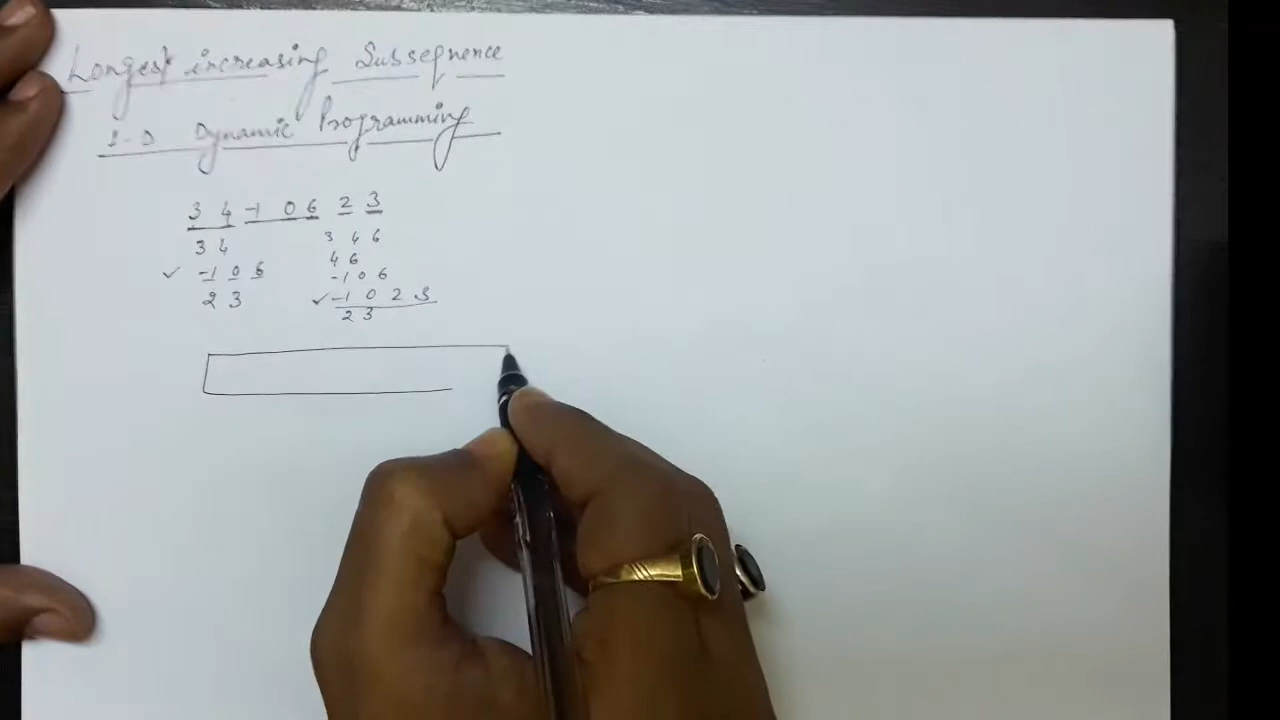 Longest increasing Subsequence
1-D Dynamic Programming
3 4 -1 0 6 2 3
3 4 3 4 6
4 6
✓ -1 0 6 -1 0 6
2 3 ✓ -1 0 2 3
2 3